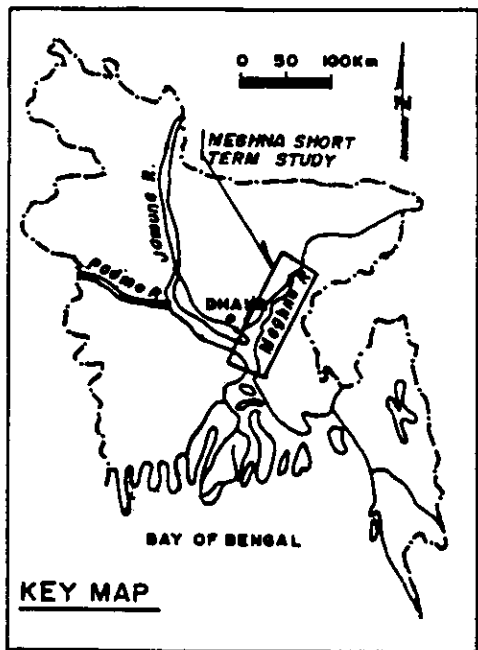 0 50 100Km
N
MEGHNA SHORT
TERM STUDY
Jamuna R.
Padma R.
DHAKA
Meghna R.
BAY OF BENGAL
KEY MAP